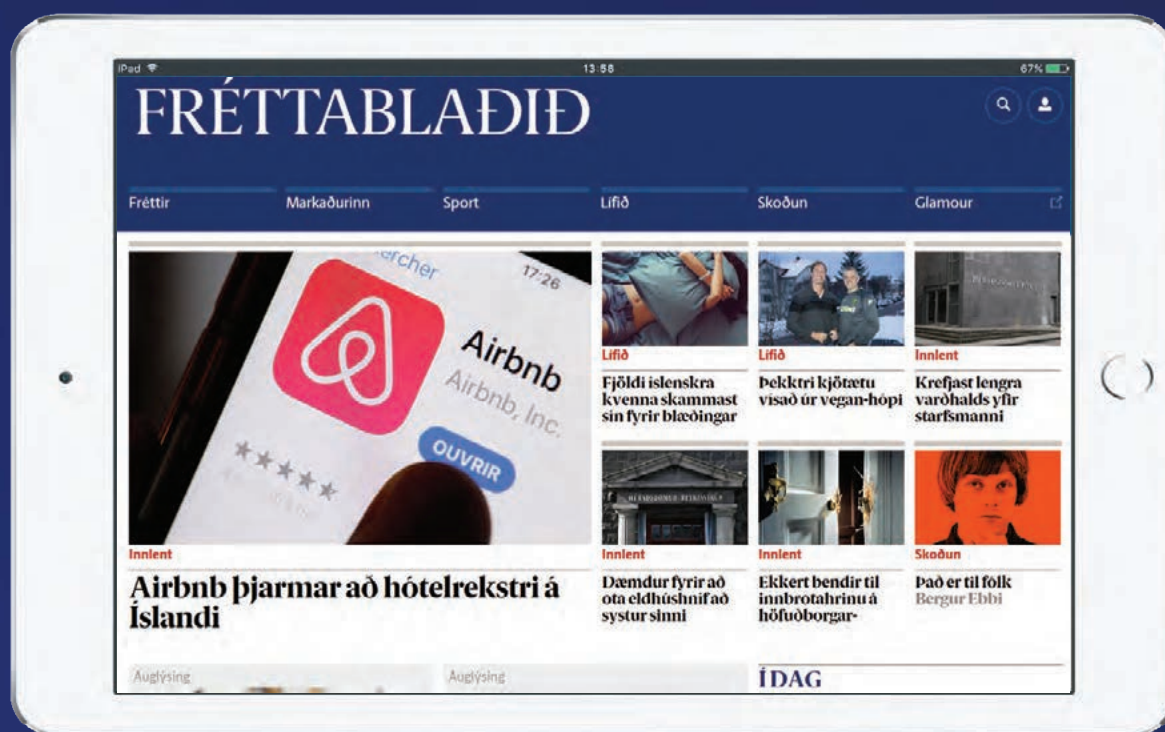 iPad
13:58
67%
FRÉTTABLAÐIÐ
Fréttir
Markaðurinn
Sport
Lífið
Skoðun
Glamour
ercher
17:26
Airbnb
Airbnb, Inc.
OUVRIR
Innlent
Airbnb þjarmar að hótelrekstri á
Íslandi
Lífið
Fjöldi íslenskra
kvenna skammast
sín fyrir blæðingar
Lífið
Þekktri kjötætu
vísað úr vegan-hópi
Innlent
Krefjast lengra
varðhalds yfir
starfsmanni
Innlent
Dæmdur fyrir að
ota eldhúshníf að
systur sinni
Innlent
Ekkert bendir til
innbrotahrinu á
höfuðborgar-
Skoðun
Það er til fólk
Bergur Ebbi
Auglýsing
Auglýsing
Í DAG